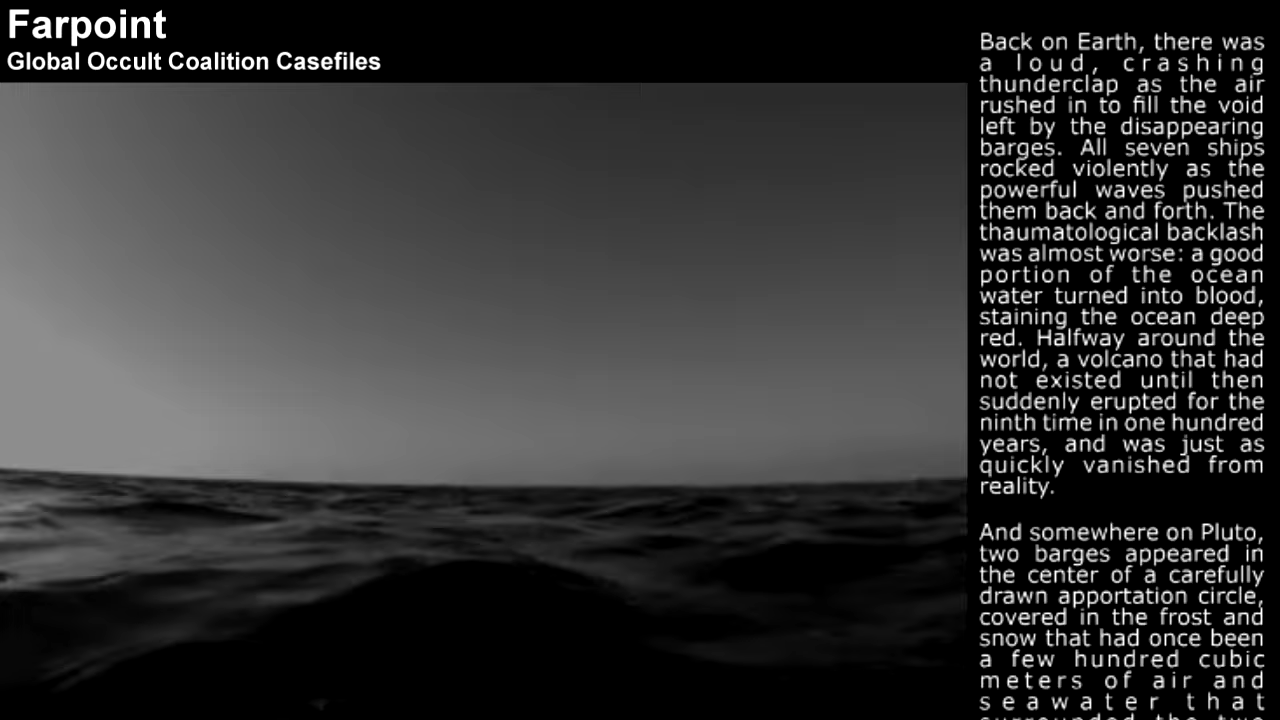 Farpoint
Global Occult Coalition Casefiles
Back on Earth, there was
a loud, crashing
thunderclap as the air
rushed in to fill the void
left by the disappearing
barges. All seven ships
rocked violently as the
powerful waves pushed
them back and forth. The
thaumatological backlash
was almost worse: a good
portion of the ocean
water turned into blood,
staining the ocean deep
red. Halfway around the
world, a volcano that had
not existed until then
suddenly erupted for the
ninth time in one hundred
years, and was just as
quickly vanished from
reality.
And somewhere on Pluto,
two barges appeared in
the center of a carefully
drawn apportation circle,
covered in the frost and
snow that had once been
a few hundred cubic
meters of air and
seawater that